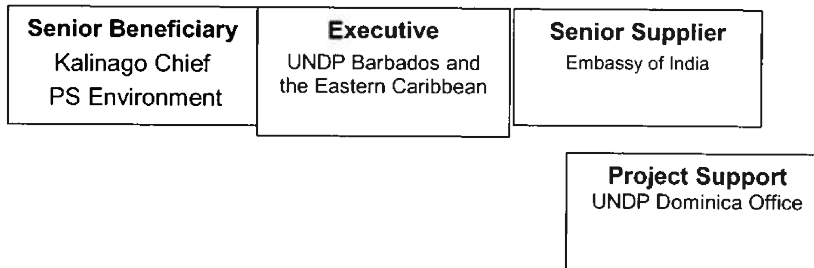 Senior Beneficiary
Kalinago Chief
PS Environment
Executive
UNDP Barbados and
the Eastern Caribbean
Senior Supplier
Embassy of India
Project Support
UNDP Dominica Office